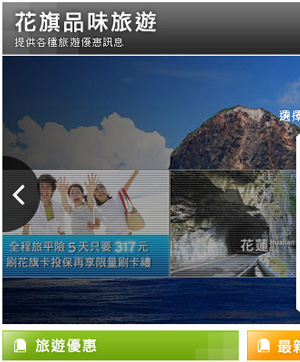 花旗品味旅遊
提供各種旅遊優惠訊息
選擇
全程旅平險 5 天只要 317 元
刷花旗卡投保再享限量刷卡禮
花蓮 Hualien
旅遊優惠
最新